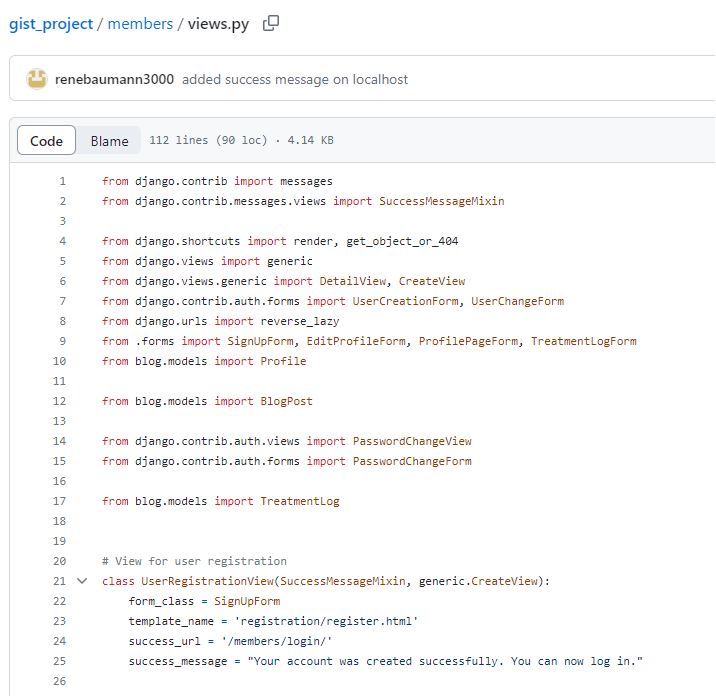 gist_project / members / views.py
renebaumann3000 added success message on localhost
Code Blame 112 lines (90 loc) · 4.14 KB
1 from django.contrib import messages
2 from django.contrib.messages.views import SuccessMessageMixin
3
4 from django.shortcuts import render, get_object_or_404
5 from django.views import generic
6 from django.views.generic import DetailView, CreateView
7 from django.contrib.auth.forms import UserCreationForm, UserChangeForm
8 from django.urls import reverse_lazy
9 from .forms import SignUpForm, EditProfileForm, ProfilePageForm, TreatmentLogForm
10 from blog.models import Profile
11
12 from blog.models import BlogPost
13
14 from django.contrib.auth.views import PasswordChangeView
15 from django.contrib.auth.forms import PasswordChangeForm
16
17 from blog.models import TreatmentLog
18
19
20 # View for user registration
21 class UserRegistrationView(SuccessMessageMixin, generic.CreateView):
22     form_class = SignUpForm
23     template_name = 'registration/register.html'
24     success_url = '/members/login/'
25     success_message = "Your account was created successfully. You can now log in."
26